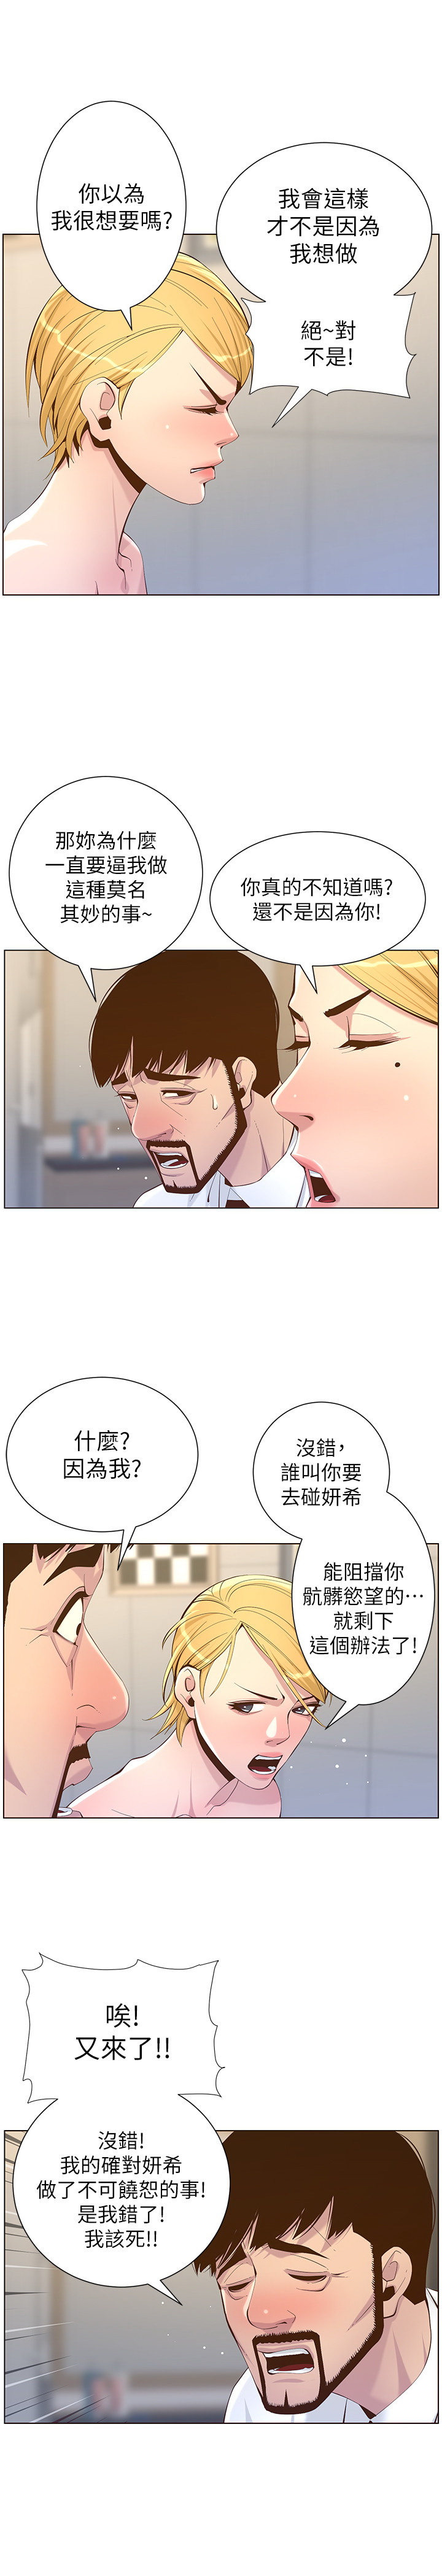 你以為
我很想要嗎?
我會這樣
才不是因為
我想做
絕~對
不是!
那妳為什麼
一直要逼我做
這種莫名
其妙的事~
你真的不知道嗎?
還不是因為你!
什麼?
因為我?
沒錯,
誰叫你要
去碰妍希
能阻擋你
骯髒慾望的…
就剩下
這個辦法了!
唉!
又來了!!
沒錯!
我的確對妍希
做了不可饒恕的事!
是我錯了!
我該死!!